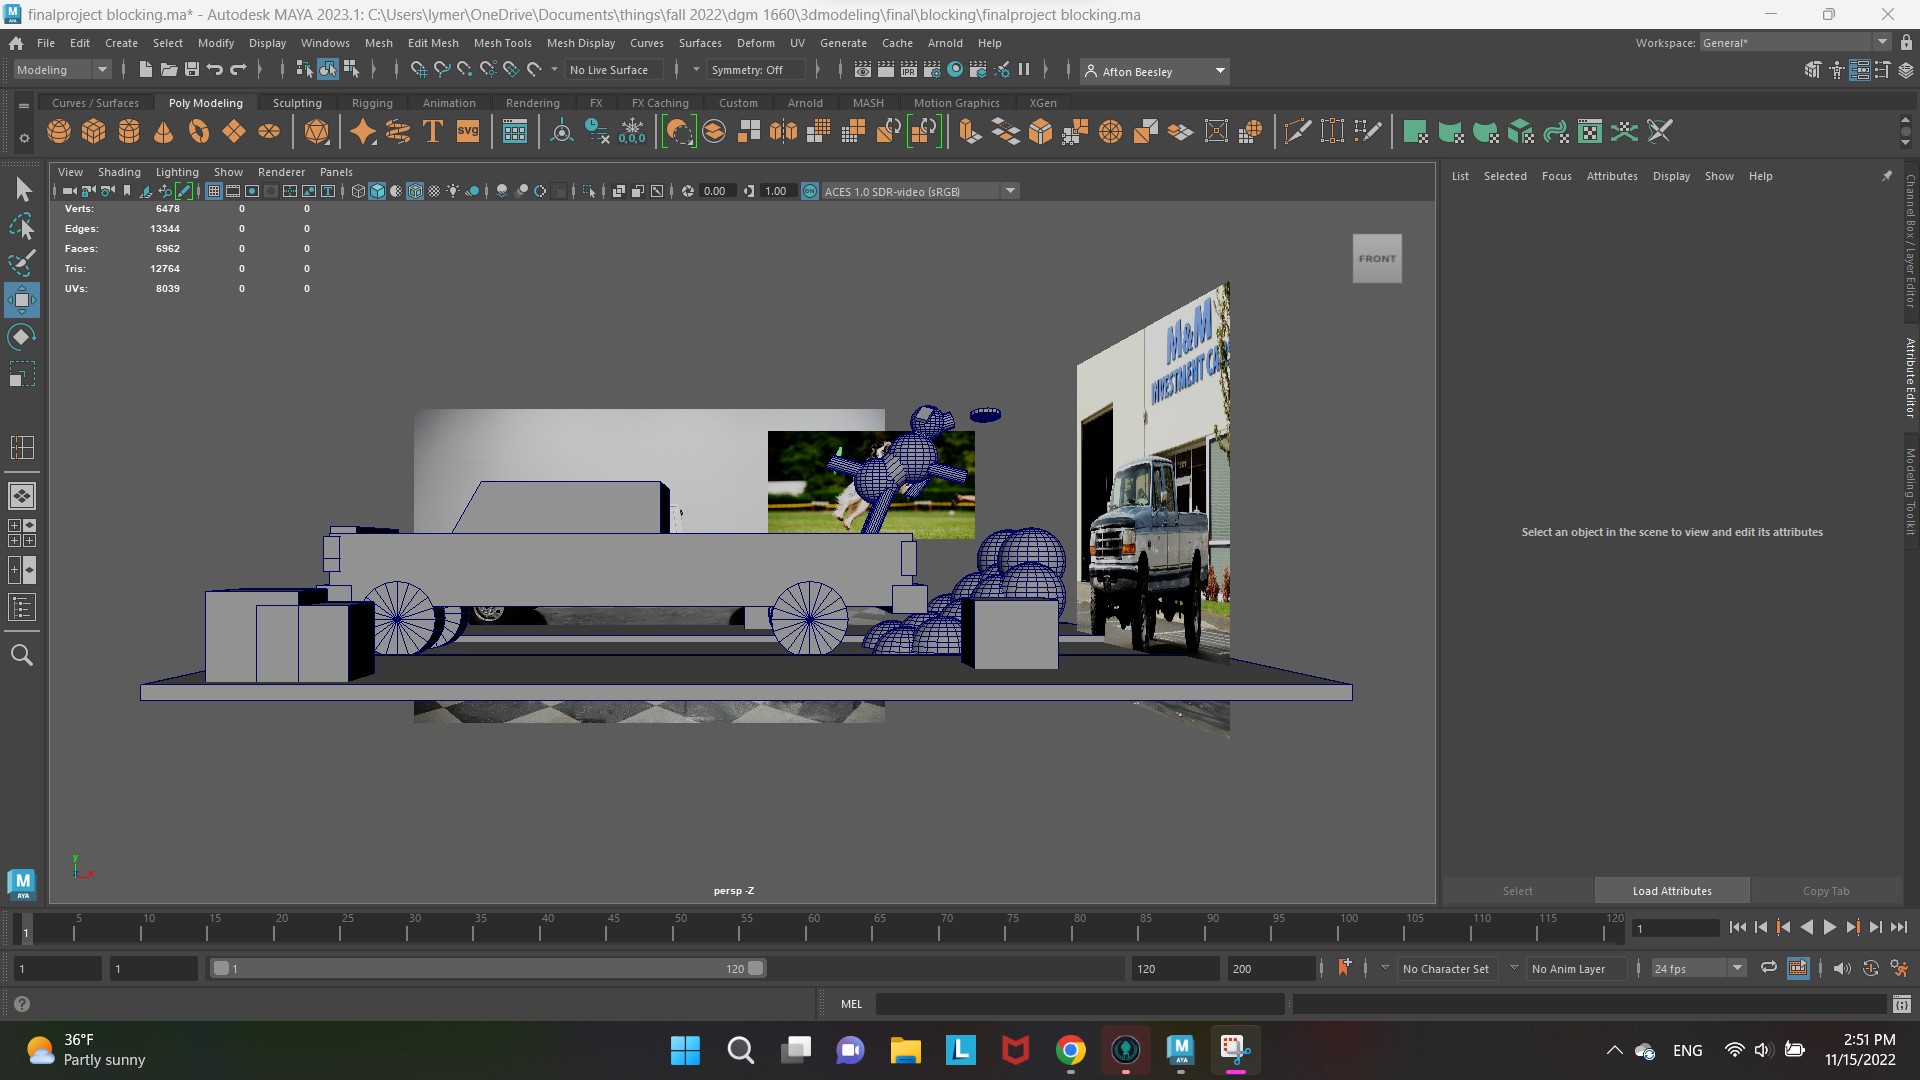 finalproject blocking.ma* - Autodesk MAYA 2023.1: C:\Users\lymer\OneDrive\Documents\things\fall 2022\dgm 1660\3dmodeling\final\blocking\finalproject blocking.ma
File Edit Create Select Modify Display Windows Mesh Edit Mesh Mesh Tools Mesh Display Curves Surfaces Deform UV Generate Cache Arnold Help Workspace: General*
Modeling No Live Surface Symmetry: Off IPR Afton Beesley
Curves / Surfaces Poly Modeling Sculpting Rigging Animation Rendering FX FX Caching Custom Arnold MASH Motion Graphics XGen
T svg 0,0,0
View Shading Lighting Show Renderer Panels
0.00 1.00 ON ACES 1.0 SDR-video (sRGB)
List Selected Focus Attributes Display Show Help
Verts: 6478 0 0
Edges: 13344 0 0
Faces: 6962 0 0
Tris: 12764 0 0
UVs: 8039 0 0
FRONT
M&M
INVESTMENT CA
Channel Box / Layer Editor
Attribute Editor
Modeling Toolkit
Select an object in the scene to view and edit its attributes
y
z x
persp -Z
M
AYA
Select Load Attributes Copy Tab
1 5 10 15 20 25 30 35 40 45 50 55 60 65 70 75 80 85 90 95 100 105 110 115 120 1
1 1 1 120 120 200 No Character Set No Anim Layer 24 fps
MEL
36°F
Partly sunny
L
M
AYA
ENG
2:51 PM
11/15/2022